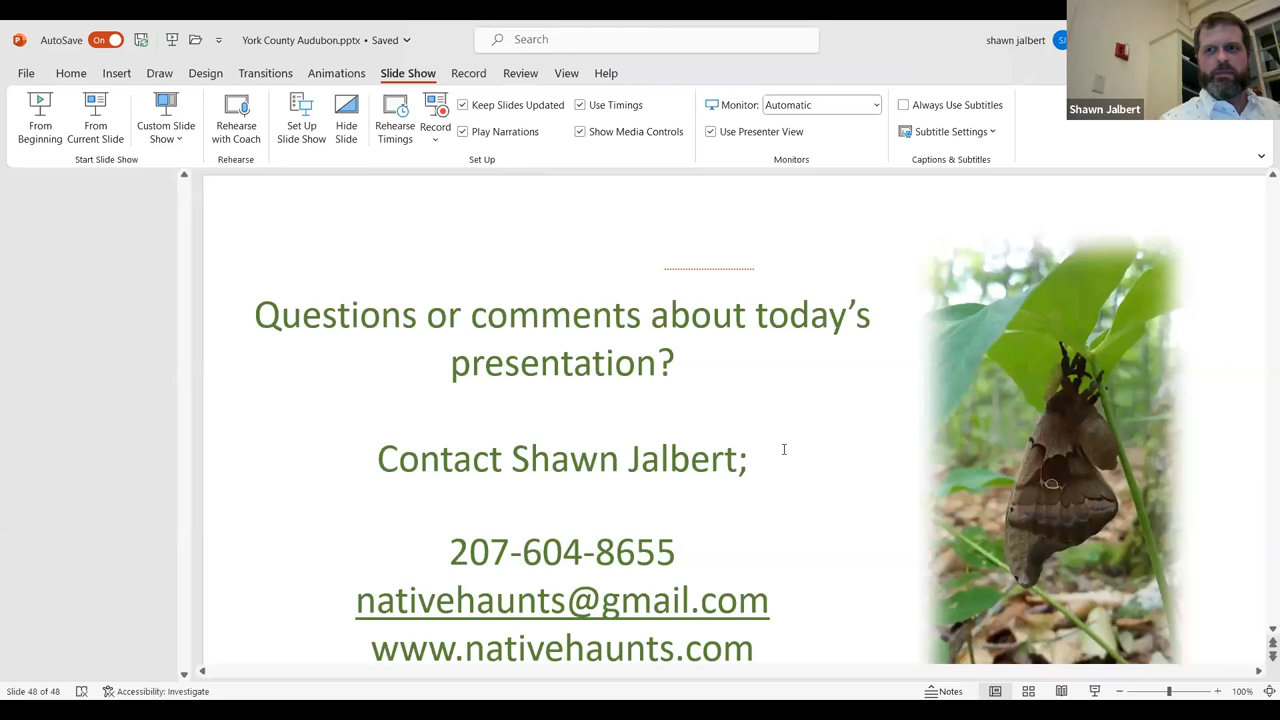 AutoSave On York County Audubon.pptx • Saved Search shawn jalbert SJ
Shawn Jalbert
File Home Insert Draw Design Transitions Animations Slide Show Record Review View Help
From Beginning
From Current Slide
Custom Slide Show
Start Slide Show
Rehearse with Coach
Rehearse
Set Up Slide Show
Hide Slide
Rehearse Timings
Record
Keep Slides Updated
Play Narrations
Use Timings
Show Media Controls
Set Up
Monitor: Automatic
Use Presenter View
Monitors
Always Use Subtitles
Subtitle Settings
Captions & Subtitles
Questions or comments about today’s
presentation?
Contact Shawn Jalbert;
207-604-8655
nativehaunts@gmail.com
www.nativehaunts.com
Slide 48 of 48 Accessibility: Investigate Notes 100%